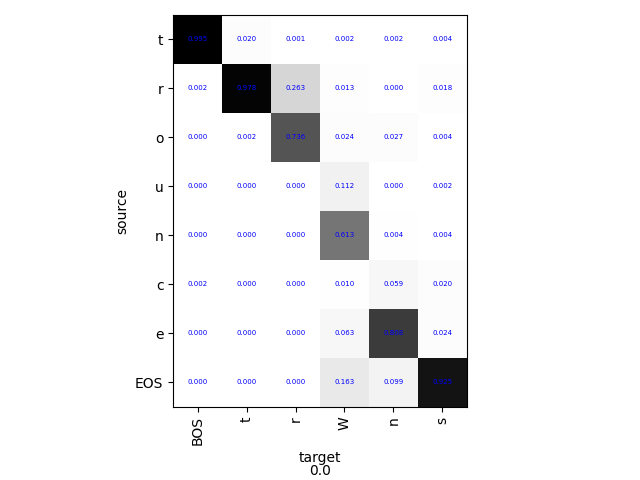 t 0.020 0.001 0.002 0.002 0.004
r 0.002 0.263 0.013 0.000 0.018
o 0.000 0.002 0.736 0.024 0.027 0.004
u 0.000 0.000 0.000 0.112 0.000 0.002
n 0.000 0.000 0.000 0.613 0.004 0.004
c 0.002 0.000 0.000 0.010 0.059 0.020
e 0.000 0.000 0.000 0.063 0.024
EOS 0.000 0.000 0.000 0.163 0.099
source
BOS t r W n s
target
0.0